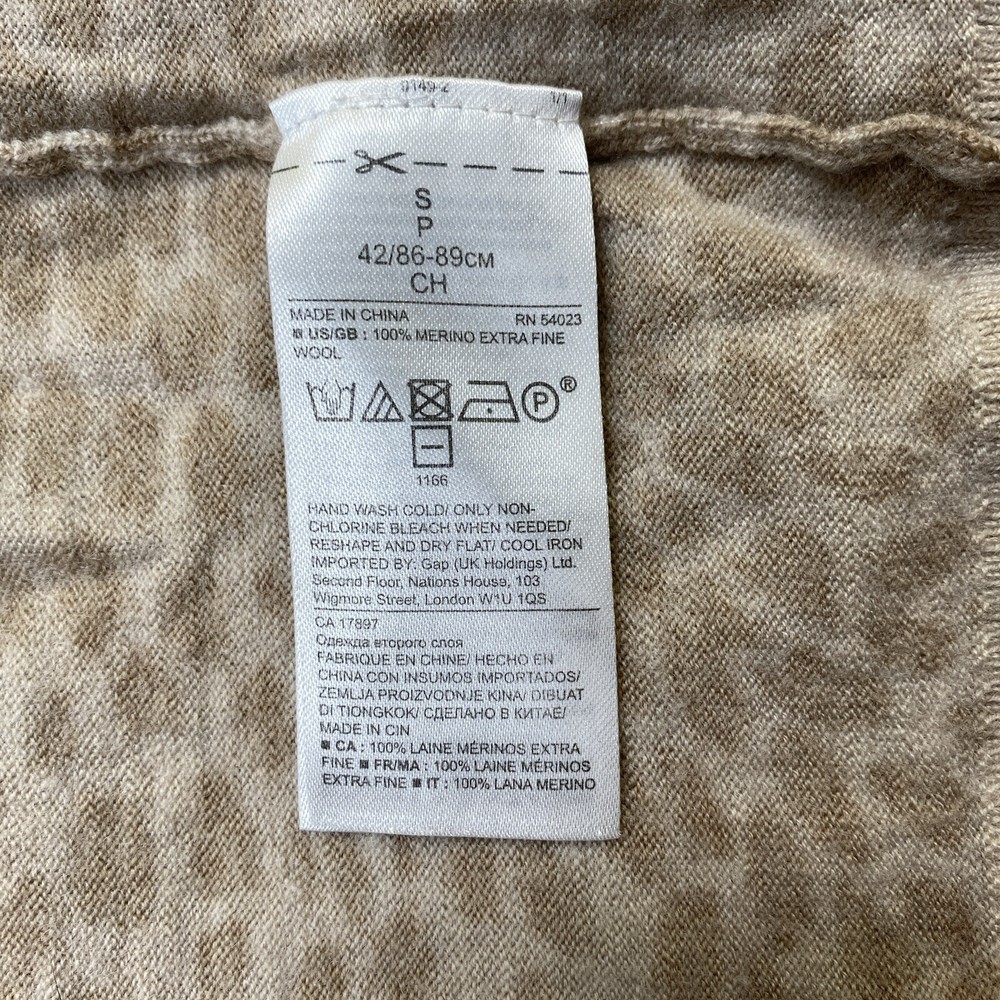 0149-2 1/1
S
P
42/86-89CM
CH
MADE IN CHINA RN 54023
US/GB : 100% MERINO EXTRA FINE
WOOL
P ®
1166
HAND WASH COLD/ ONLY NON-
CHLORINE BLEACH WHEN NEEDED/
RESHAPE AND DRY FLAT/ COOL IRON
IMPORTED BY: Gap (UK Holdings) Ltd.
Second Floor, Nations House, 103
Wigmore Street, London W1U 1QS
CA 17897
Одежда второго слоя
FABRIQUE EN CHINE/ HECHO EN
CHINA CON INSUMOS IMPORTADOS/
ZEMLJA PROIZVODNJE KINA/ DIBUAT
DI TIONGKOK/ СДЕЛАНО В КИТАЕ/
MADE IN CIN
■ CA : 100% LAINE MÉRINOS EXTRA
FINE ■ FR/MA : 100% LAINE MÉRINOS
EXTRA FINE ■ IT : 100% LANA MERINO